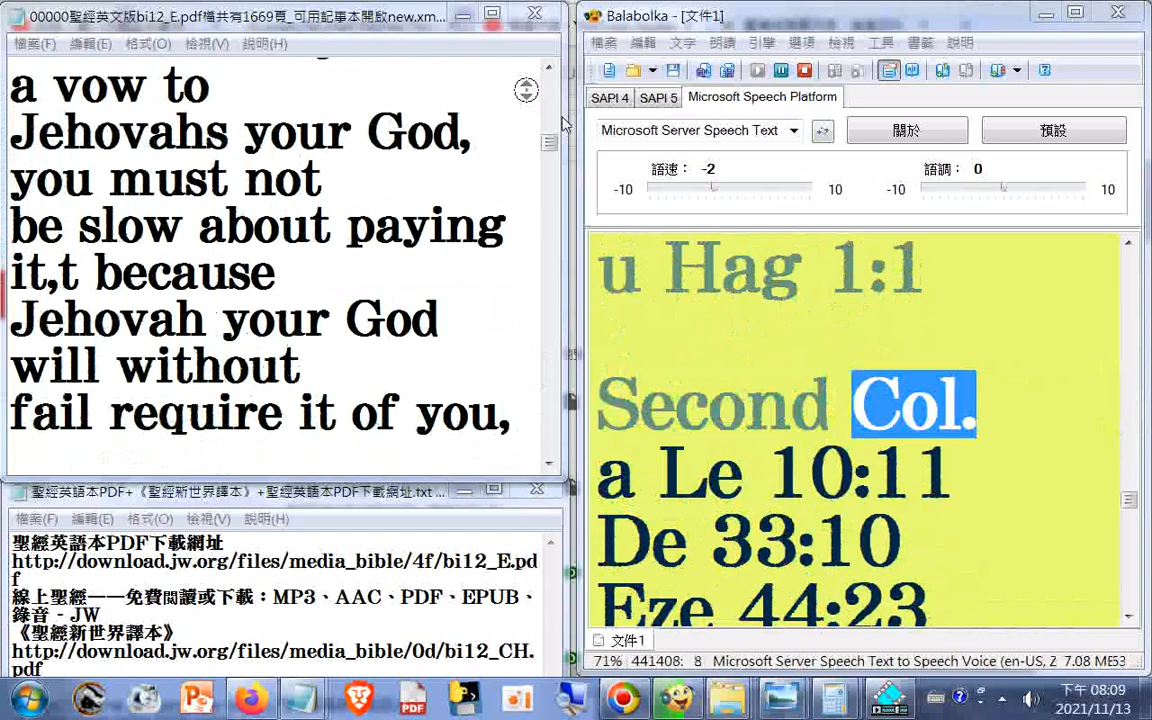 00000聖經英文版bi12_E.pdf檔共有1669頁_可用記事本開啟new.xm...
檔案(F) 編輯(E) 格式(O) 檢視(V) 說明(H)
a vow to
Jehovahs your God,
you must not
be slow about paying
it,t because
Jehovah your God
will without
fail require it of you,
聖經英語本PDF+《聖經新世界譯本》+聖經英語本PDF下載網址.txt ...
檔案(F) 編輯(E) 格式(O) 檢視(V) 說明(H)
聖經英語本PDF下載網址
http://download.jw.org/files/media_bible/4f/bi12_E.pd
f
線上聖經——免費閱讀或下載：MP3、AAC、PDF、EPUB、
錄音 - JW
《聖經新世界譯本》
http://download.jw.org/files/media_bible/0d/bi12_CH.
pdf
Balabolka - [文件1]
檔案 編輯 文字 朗讀 引擎 選項 檢視 工具 書籤 說明
SAPI 4 SAPI 5 Microsoft Speech Platform
Microsoft Server Speech Text 關於 預設
語速： -2 語調： 0
-10 10 -10 10
u Hag 1:1
Second Col.
a Le 10:11
De 33:10
Eze 44:23
文件1
71% 441408: 8 Microsoft Server Speech Text to Speech Voice (en-US, Z 7.08 ME53
下午 08:09
2021/11/13